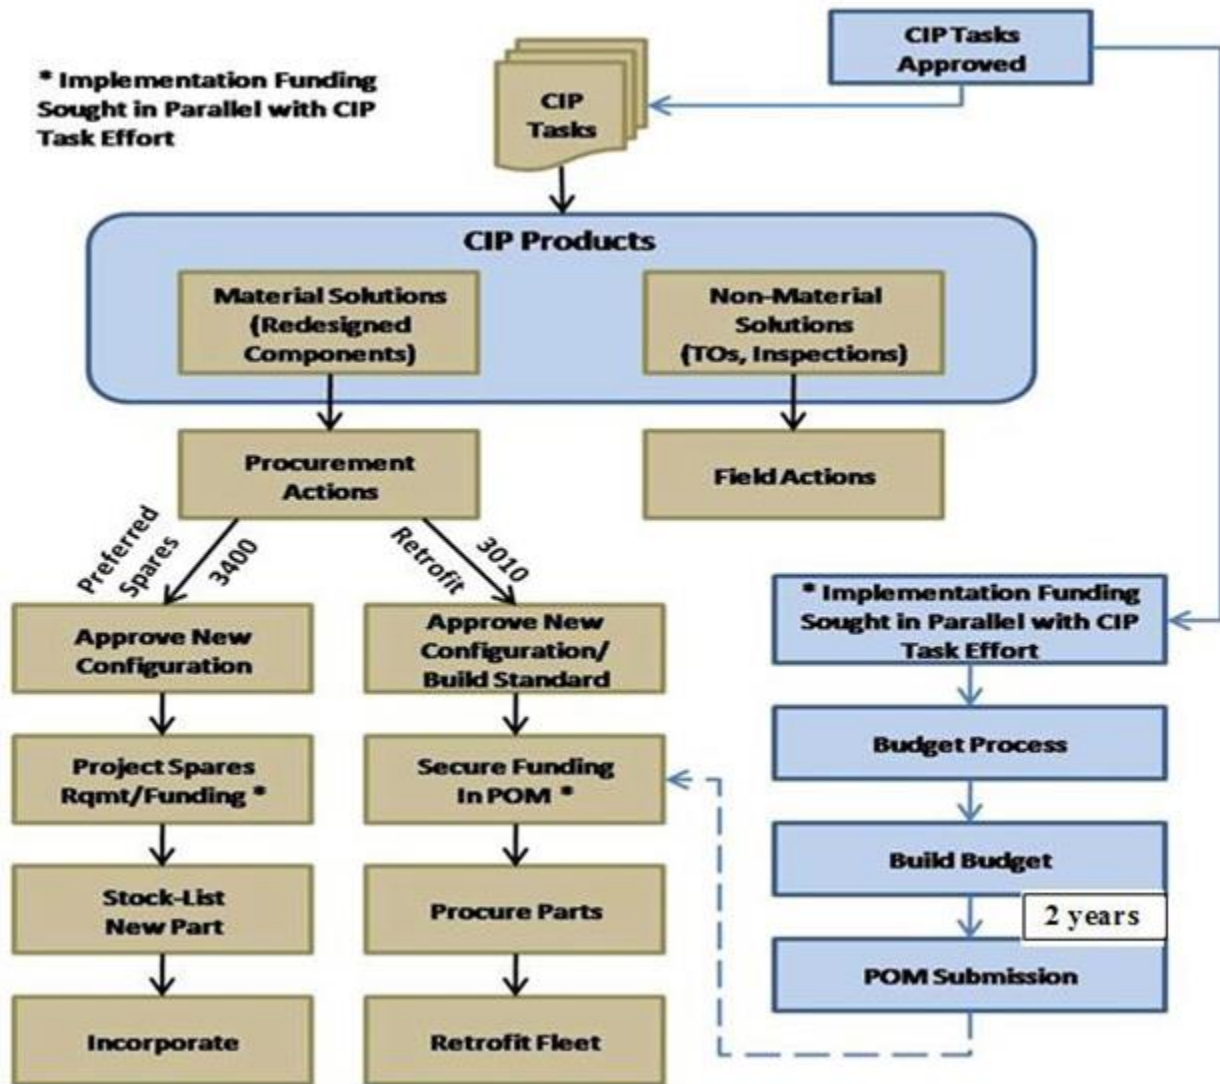 * Implementation Funding
Sought in Parallel with CIP
Task Effort
CIP Tasks
Approved
CIP
Tasks
CIP Products
Material Solutions
(Redesigned
Components)
Non-Material
Solutions
(TOs, Inspections)
Procurement
Actions
Field Actions
Preferred
Spares
3400
Retrofit
3010
Approve New
Configuration
Approve New
Configuration/
Build Standard
* Implementation Funding
Sought in Parallel with CIP
Task Effort
Project Spares
Rqmt/Funding *
Secure Funding
In POM *
Budget Process
Stock-List
New Part
Procure Parts
Build Budget
2 years
Incorporate
Retrofit Fleet
POM Submission